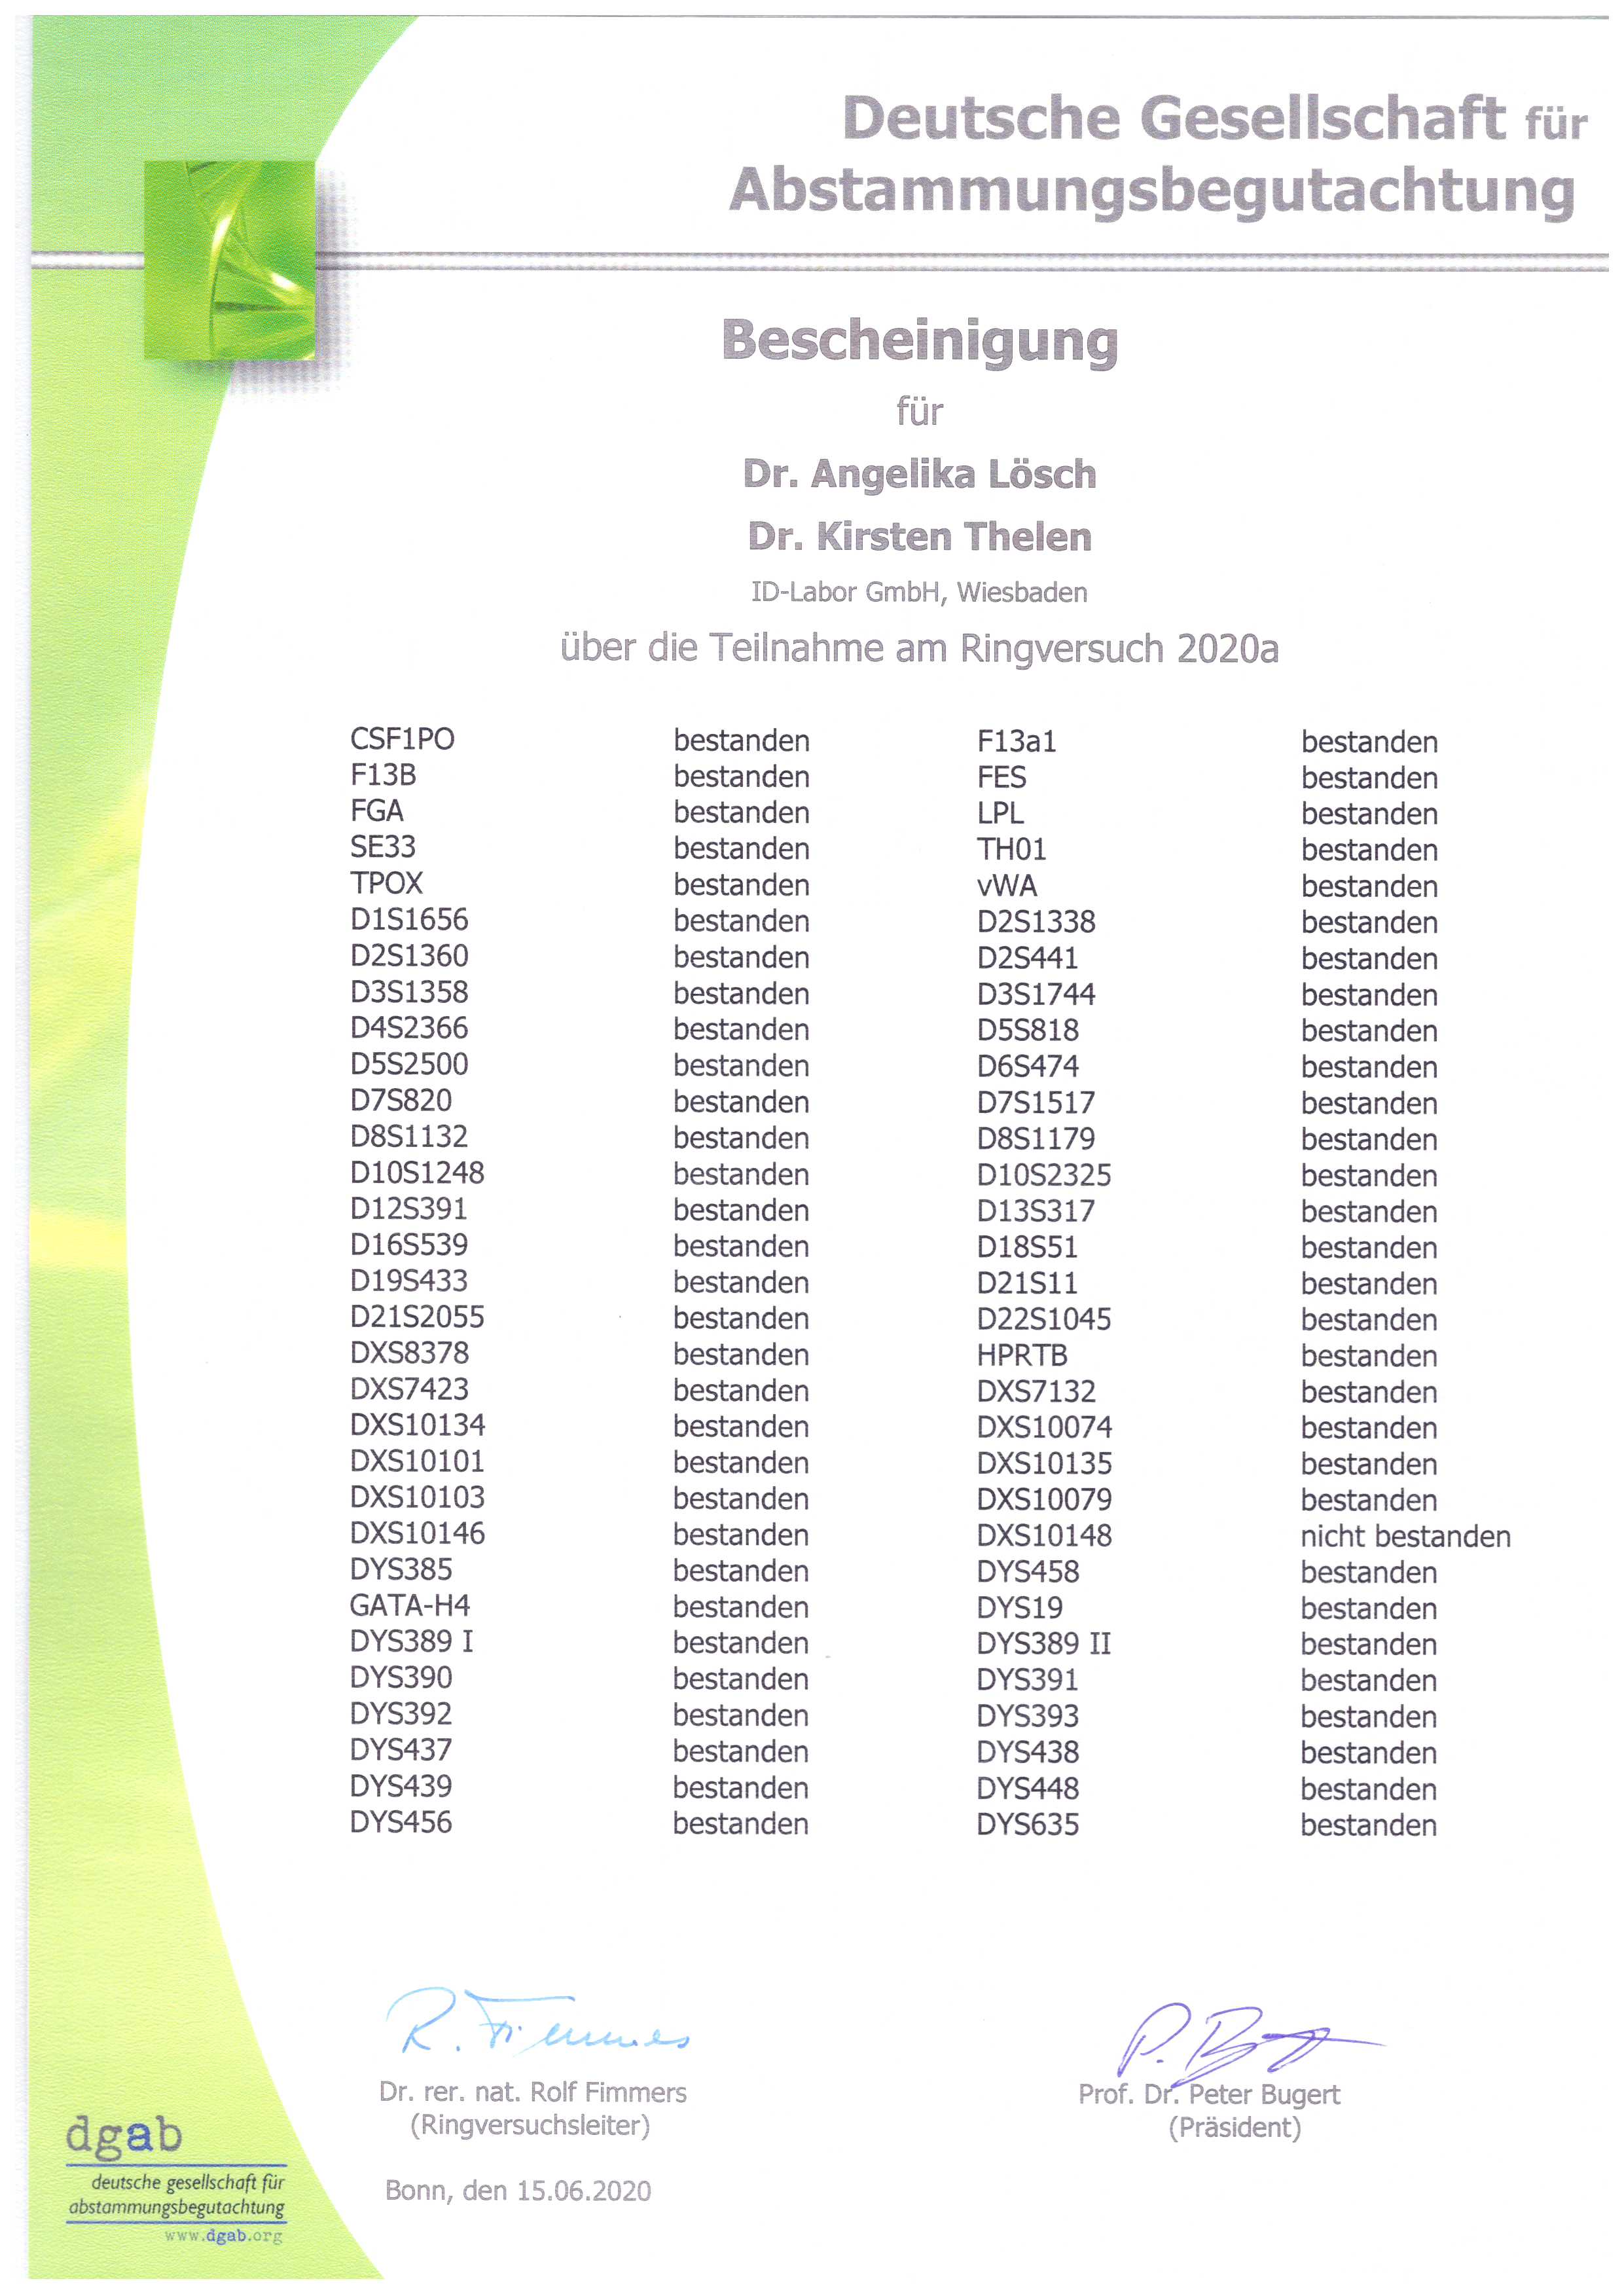 Deutsche Gesellschaft für
Abstammungsbegutachtung
Bescheinigung
für
Dr. Angelika Lösch
Dr. Kirsten Thelen
ID-Labor GmbH, Wiesbaden
über die Teilnahme am Ringversuch 2020a
CSF1PO bestanden F13a1 bestanden
F13B bestanden FES bestanden
FGA bestanden LPL bestanden
SE33 bestanden TH01 bestanden
TPOX bestanden vWA bestanden
D1S1656 bestanden D2S1338 bestanden
D2S1360 bestanden D2S441 bestanden
D3S1358 bestanden D3S1744 bestanden
D4S2366 bestanden D5S818 bestanden
D5S2500 bestanden D6S474 bestanden
D7S820 bestanden D7S1517 bestanden
D8S1132 bestanden D8S1179 bestanden
D10S1248 bestanden D10S2325 bestanden
D12S391 bestanden D13S317 bestanden
D16S539 bestanden D18S51 bestanden
D19S433 bestanden D21S11 bestanden
D21S2055 bestanden D22S1045 bestanden
DXS8378 bestanden HPRTB bestanden
DXS7423 bestanden DXS7132 bestanden
DXS10134 bestanden DXS10074 bestanden
DXS10101 bestanden DXS10135 bestanden
DXS10103 bestanden DXS10079 bestanden
DXS10146 bestanden DXS10148 nicht bestanden
DYS385 bestanden DYS458 bestanden
GATA-H4 bestanden DYS19 bestanden
DYS389 I bestanden DYS389 II bestanden
DYS390 bestanden DYS391 bestanden
DYS392 bestanden DYS393 bestanden
DYS437 bestanden DYS438 bestanden
DYS439 bestanden DYS448 bestanden
DYS456 bestanden DYS635 bestanden
R. Fimmers
Dr. rer. nat. Rolf Fimmers
(Ringversuchsleiter)
P. B
Prof. Dr. Peter Bugert
(Präsident)
Bonn, den 15.06.2020
dgab
deutsche gesellschaft für
abstammungsbegutachtung
www.dgab.org